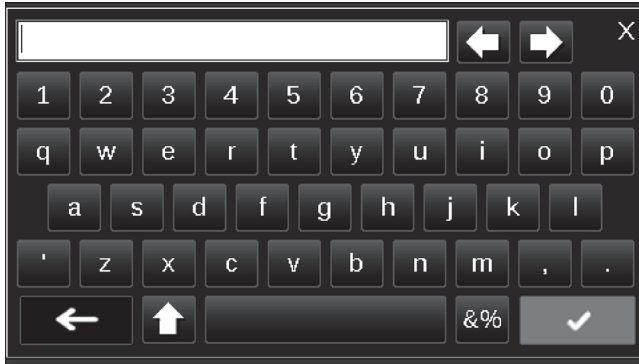 X
1 2 3 4 5 6 7 8 9 0
q w e r t y u i o p
a s d f g h j k l
' z x c v b n m , .
&%